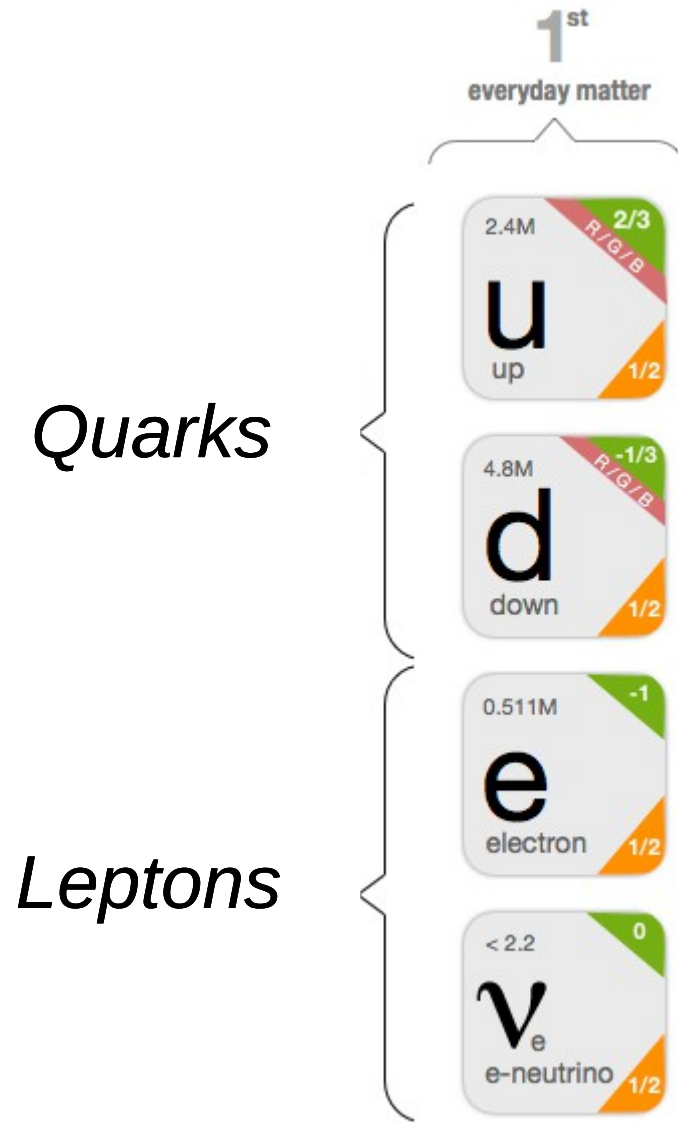 1st
everyday matter
Quarks
2.4M
2/3
R/G/B
u
up
1/2
4.8M
-1/3
R/G/B
d
down
1/2
Leptons
0.511M
-1
e
electron
1/2
< 2.2
0
νe
e-neutrino
1/2